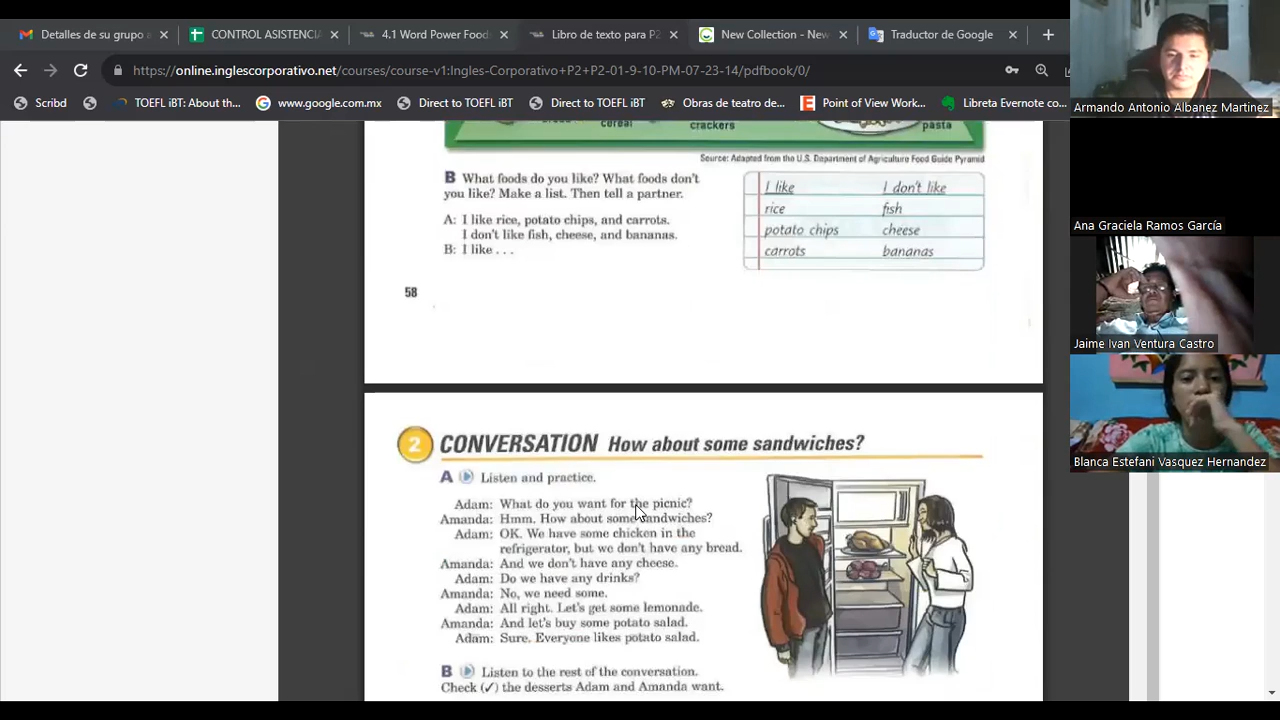 Detalles de su grupo a
CONTROL ASISTENCIA
4.1 Word Power Food
Libro de texto para P2
New Collection - New
Traductor de Google
https://online.inglescorporativo.net/courses/course-v1:Ingles-Corporativo+P2+P2-01-9-10-PM-07-23-14/pdfbook/0/
Scribd
TOEFL iBT: About th...
www.google.com.mx
Direct to TOEFL iBT
Direct to TOEFL iBT
Obras de teatro de...
Point of View Work...
Libreta Evernote co...
cereal
crackers
pasta
Source: Adapted from the U.S. Department of Agriculture Food Guide Pyramid
B What foods do you like? What foods don't
you like? Make a list. Then tell a partner.
A: I like rice, potato chips, and carrots.
I don't like fish, cheese, and bananas.
B: I like . . .
I like I don't like
rice fish
potato chips cheese
carrots bananas
58
2 CONVERSATION How about some sandwiches?
A Listen and practice.
Adam: What do you want for the picnic?
Amanda: Hmm. How about some sandwiches?
Adam: OK. We have some chicken in the
refrigerator, but we don't have any bread.
Amanda: And we don't have any cheese.
Adam: Do we have any drinks?
Amanda: No, we need some.
Adam: All right. Let's get some lemonade.
Amanda: And let's buy some potato salad.
Adam: Sure. Everyone likes potato salad.
B Listen to the rest of the conversation.
Check (✓) the desserts Adam and Amanda want.
Armando Antonio Albanez Martinez
Ana Graciela Ramos García
Jaime Ivan Ventura Castro
Blanca Estefani Vasquez Hernandez